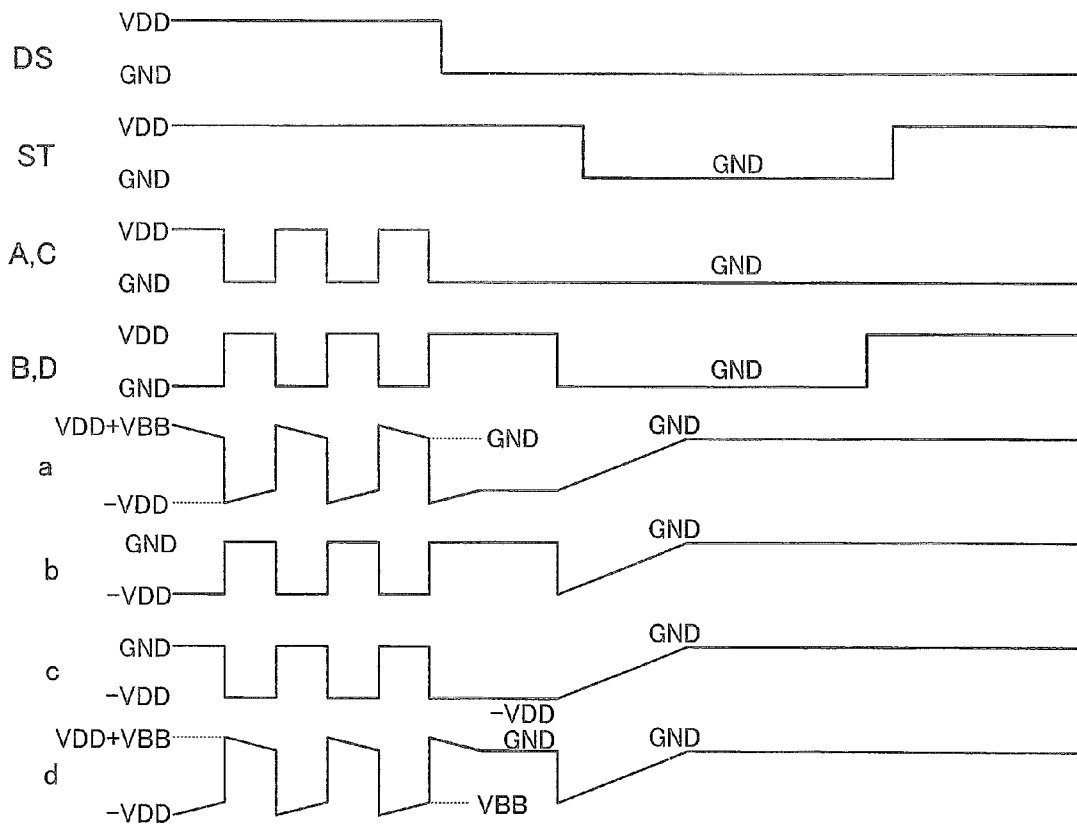 VDD
DS
GND
VDD
ST
GND
GND
VDD
A,C
GND
GND
VDD
B,D
GND
GND
VDD+VBB
GND
GND
a
-VDD
GND
GND
b
-VDD
GND
GND
c
-VDD
-VDD
VDD+VBB
GND
GND
d
VBB
-VDD